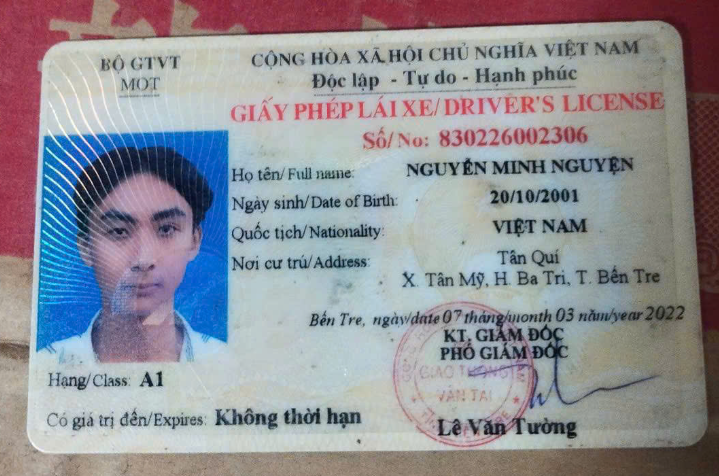 BỘ GTVT
MOT
CỘNG HÒA XÃ HỘI CHỦ NGHĨA VIỆT NAM
Độc lập - Tự do - Hạnh phúc
GIẤY PHÉP LÁI XE/ DRIVER'S LICENSE
Số/ No: 830226002306
Họ tên/ Full name: NGUYỄN MINH NGUYỆN
Ngày sinh/ Date of Birth: 20/10/2001
Quốc tịch/ Nationality: VIỆT NAM
Nơi cư trú/ Address: Tân Quí
X. Tân Mỹ, H. Ba Tri, T. Bến Tre
Bến Tre, ngày/date 07 tháng/month 03 năm/year 2022
KT. GIÁM ĐỐC
PHÓ GIÁM ĐỐC
GIAO THÔNG
VẬN TẢI
Hạng/ Class: A1
Có giá trị đến/ Expires: Không thời hạn
Lê Văn Tường